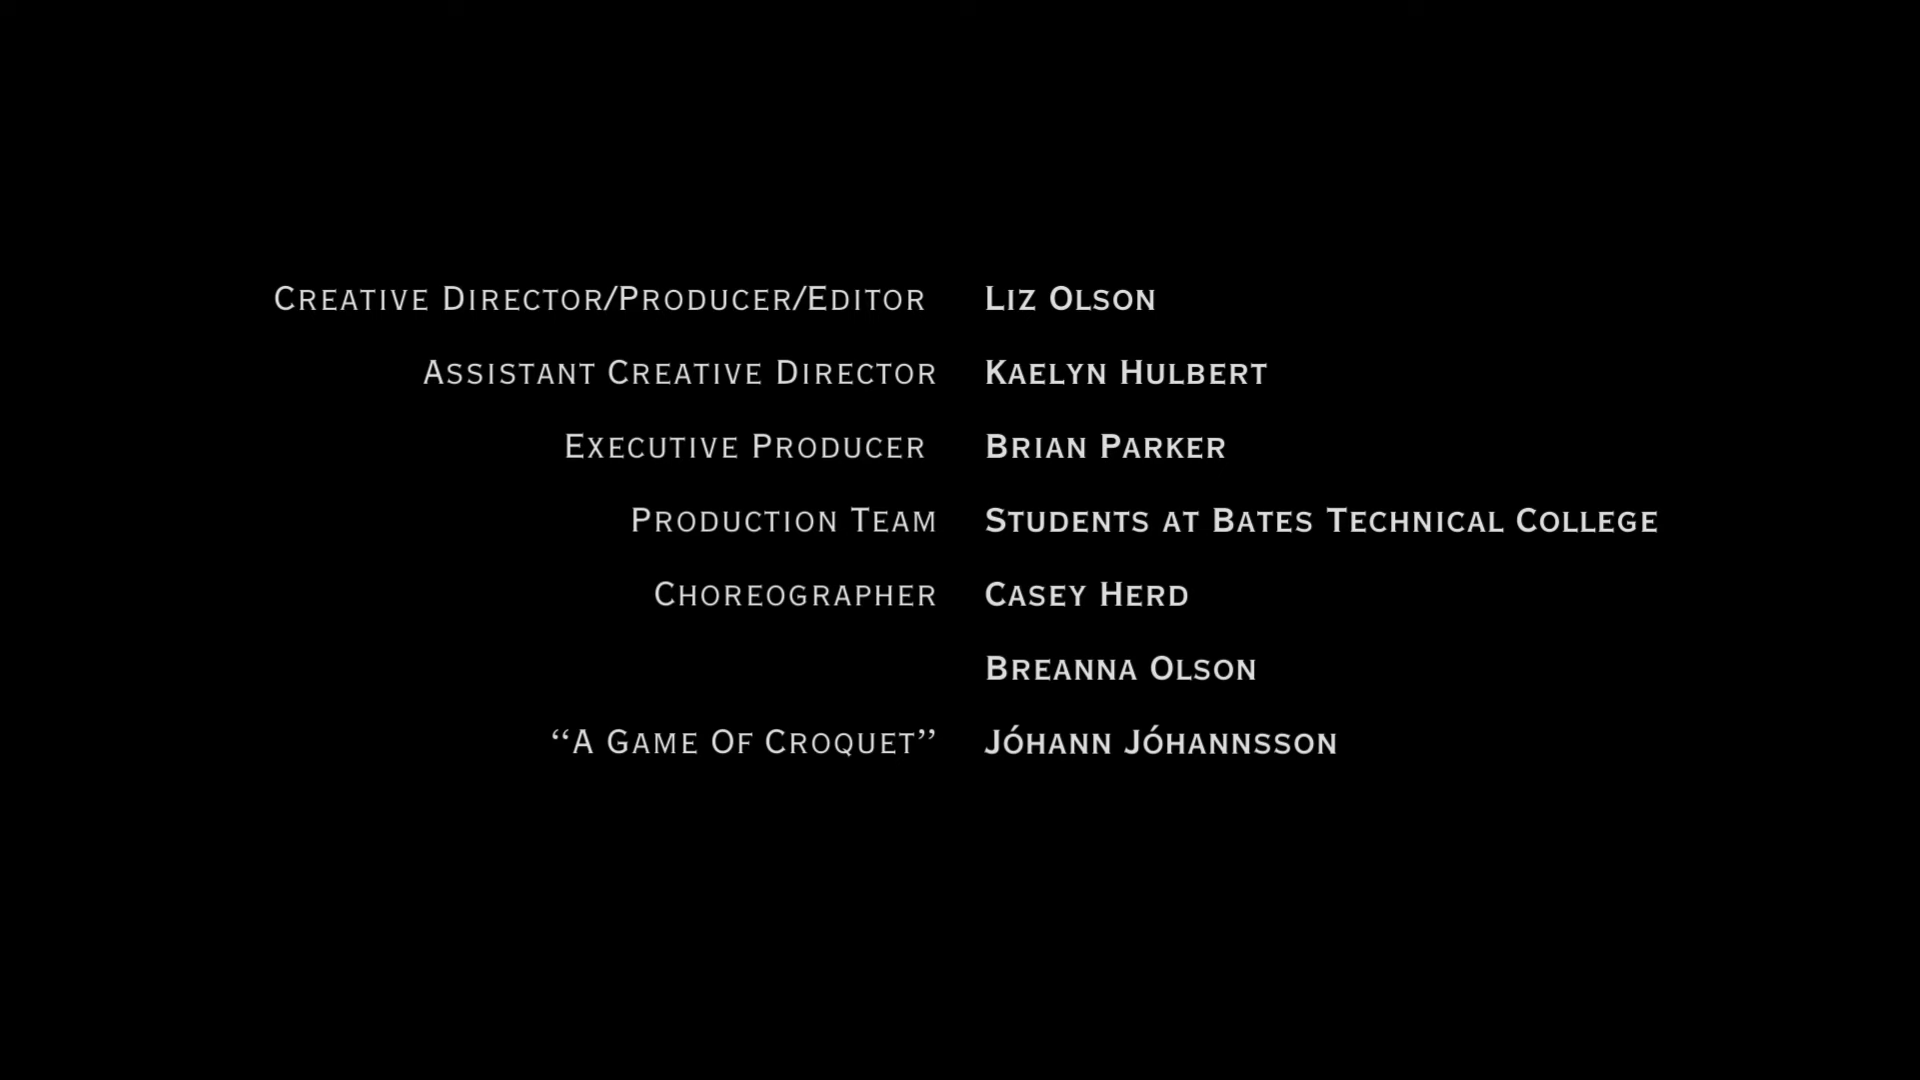 Creative Director/Producer/Editor Liz Olson
Assistant Creative Director Kaelyn Hulbert
Executive Producer Brian Parker
Production Team Students at Bates Technical College
Choreographer Casey Herd
Breanna Olson
“A Game Of Croquet” Jóhann Jóhannsson